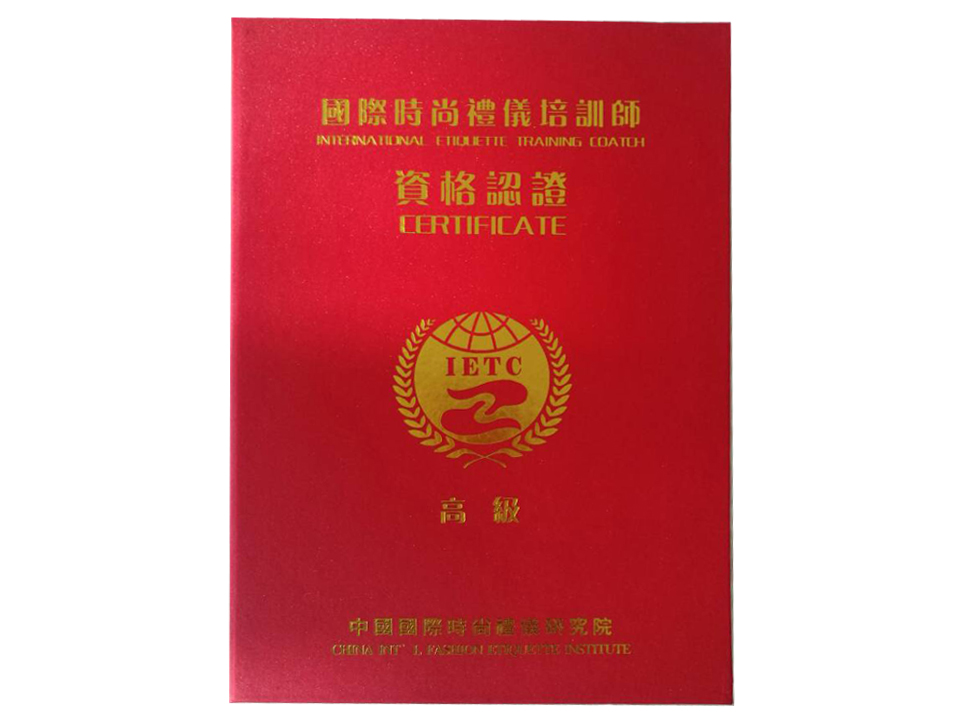 國際時尚禮儀培訓師
INTERNATIONAL ETIQUETTE TRAINING COATCH
資格認證
CERTIFICATE
IETC
高級
中國國際時尚禮儀研究院
CHINA INT'L FASHION ETIQUETTE INSTITUTE